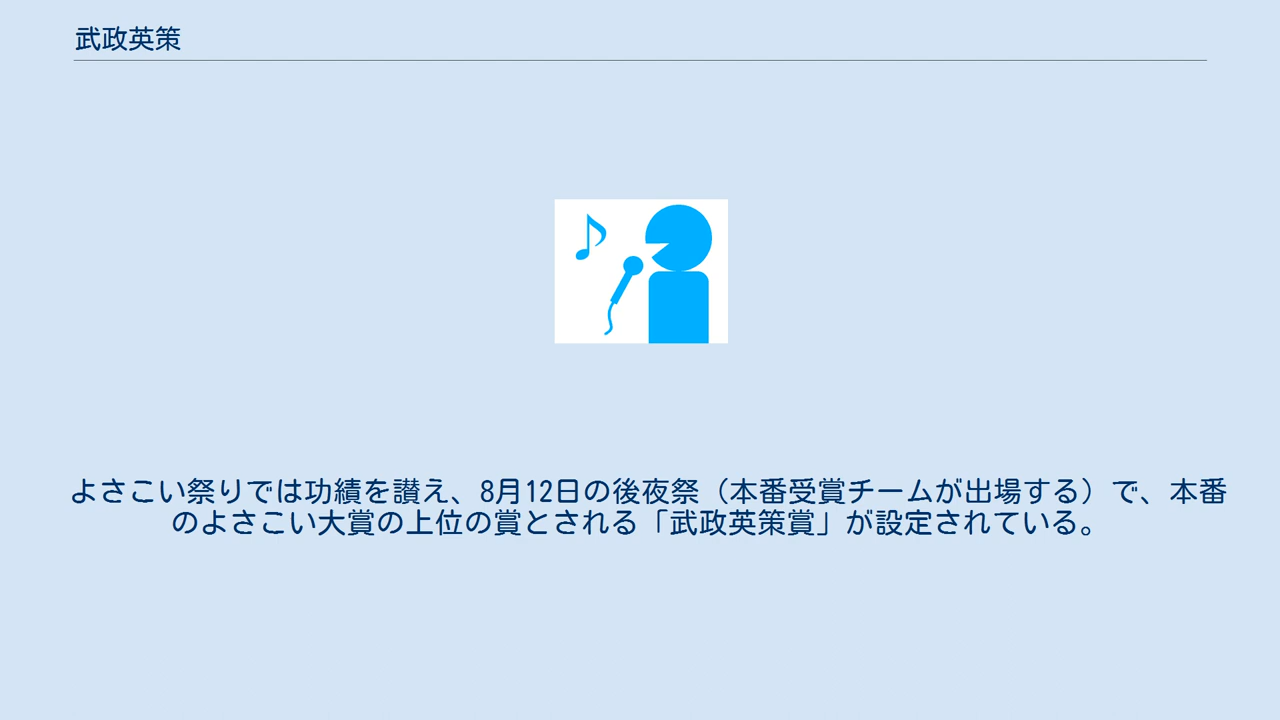 武政英策
よさこい祭りでは功績を讃え、8月12日の後夜祭（本番受賞チームが出場する）で、本番
のよさこい大賞の上位の賞とされる「武政英策賞」が設定されている。